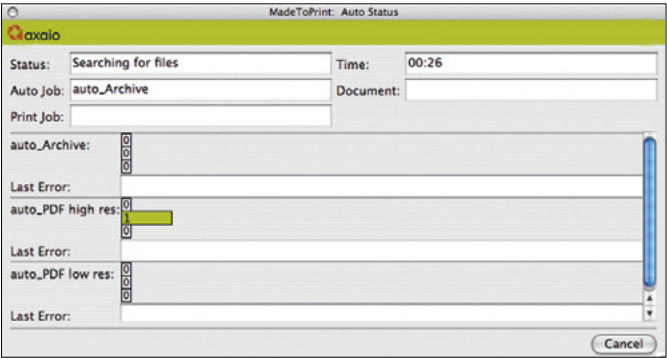 MadeToPrint: Auto Status
axaio
Status: Searching for files Time: 00:26
Auto Job: auto_Archive Document:
Print Job:
auto_Archive: 0
0
0
Last Error:
auto_PDF high res: 0
1
0
Last Error:
auto_PDF low res: 0
0
0
Last Error:
Cancel